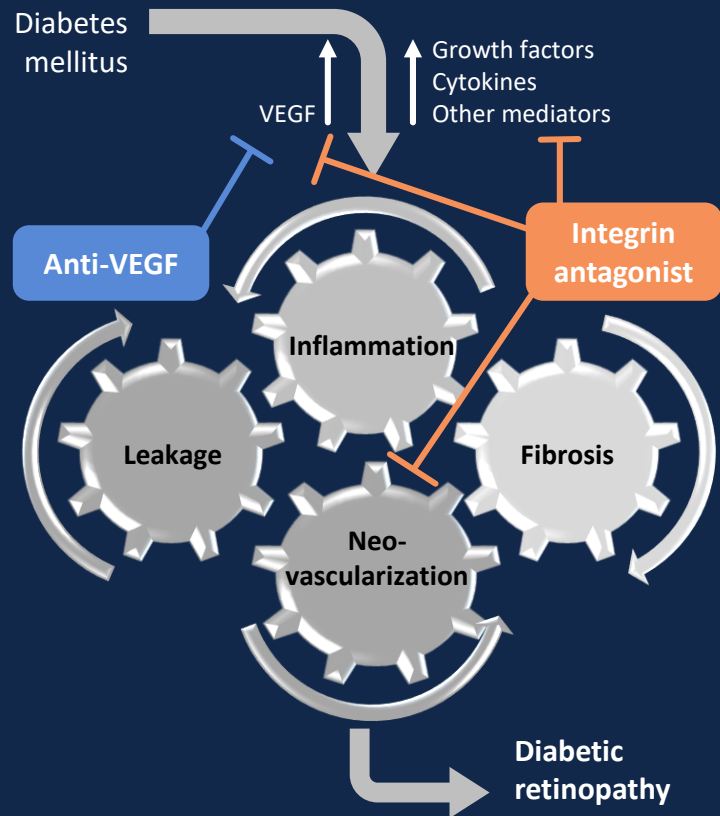 Diabetes
mellitus
VEGF
Growth factors
Cytokines
Other mediators
Anti-VEGF
Integrin
antagonist
Inflammation
Leakage
Fibrosis
Neo-
vascularization
Diabetic
retinopathy